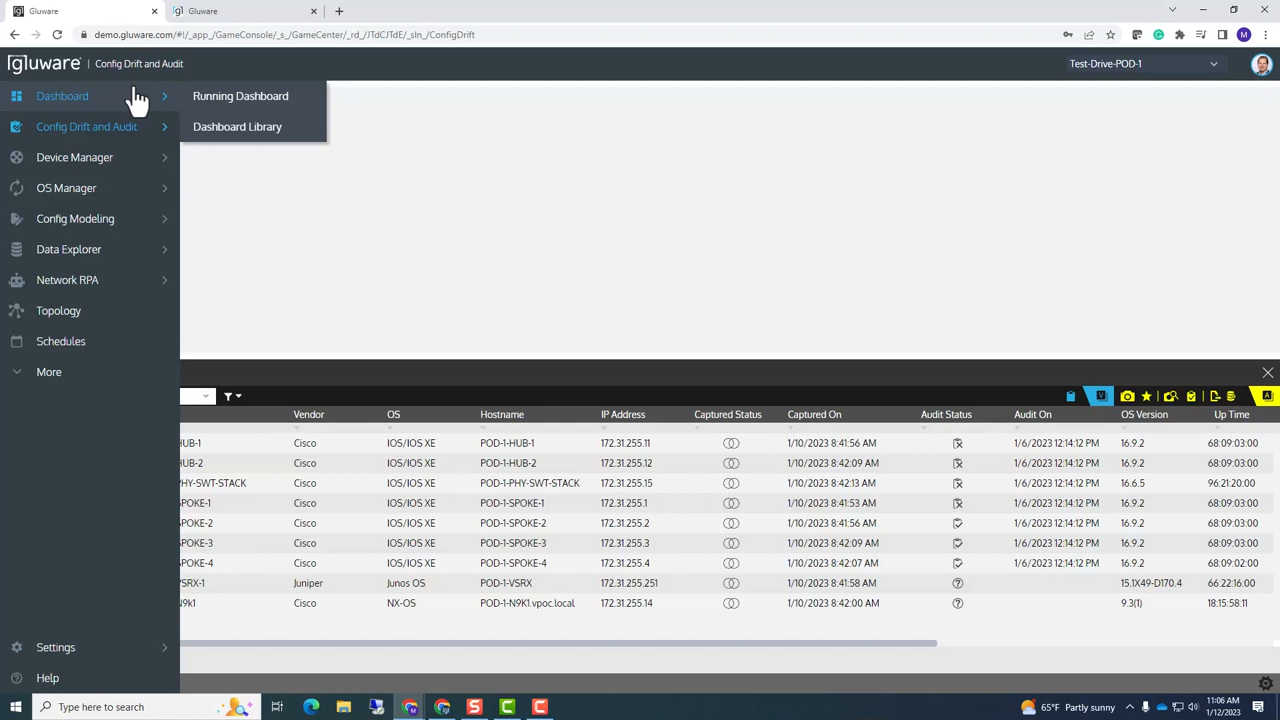 Gluware
Gluware
demo.gluware.com/#!/_app_/GameConsole/_s_/GameCenter/_rd_/JTdCJTdE/_sln_/ConfigDrift
M
[gluware | Config Drift and Audit
Test-Drive-POD-1
Dashboard
Running Dashboard
Config Drift and Audit
Dashboard Library
Device Manager
OS Manager
Config Modeling
Data Explorer
Network RPA
Topology
Schedules
More
V
A
Vendor OS Hostname IP Address Captured Status Captured On Audit Status Audit On OS Version Up Time
HUB-1 Cisco IOS/IOS XE POD-1-HUB-1 172.31.255.11 1/10/2023 8:41:56 AM 1/6/2023 12:14:12 PM 16.9.2 68:09:03:00
HUB-2 Cisco IOS/IOS XE POD-1-HUB-2 172.31.255.12 1/10/2023 8:42:09 AM 1/6/2023 12:14:12 PM 16.9.2 68:09:03:00
PHY-SWT-STACK Cisco IOS/IOS XE POD-1-PHY-SWT-STACK 172.31.255.15 1/10/2023 8:42:13 AM 1/6/2023 12:14:12 PM 16.6.5 96:21:20:00
SPOKE-1 Cisco IOS/IOS XE POD-1-SPOKE-1 172.31.255.1 1/10/2023 8:41:53 AM 1/6/2023 12:14:12 PM 16.9.2 68:09:03:00
SPOKE-2 Cisco IOS/IOS XE POD-1-SPOKE-2 172.31.255.2 1/10/2023 8:41:56 AM 1/6/2023 12:14:12 PM 16.9.2 68:09:03:00
SPOKE-3 Cisco IOS/IOS XE POD-1-SPOKE-3 172.31.255.3 1/10/2023 8:42:09 AM 1/6/2023 12:14:12 PM 16.9.2 68:09:03:00
SPOKE-4 Cisco IOS/IOS XE POD-1-SPOKE-4 172.31.255.4 1/10/2023 8:42:07 AM 1/6/2023 12:14:12 PM 16.9.2 68:09:02:00
VSRX-1 Juniper Junos OS POD-1-VSRX 172.31.255.251 1/10/2023 8:41:58 AM 15.1X49-D170.4 66:22:16:00
N9k1 Cisco NX-OS POD-1-N9K1.vpoc.local 172.31.255.14 1/10/2023 8:42:00 AM 9.3(1) 18:15:58:11
Settings
Help
Type here to search
65°F Partly sunny
11:06 AM
1/12/2023